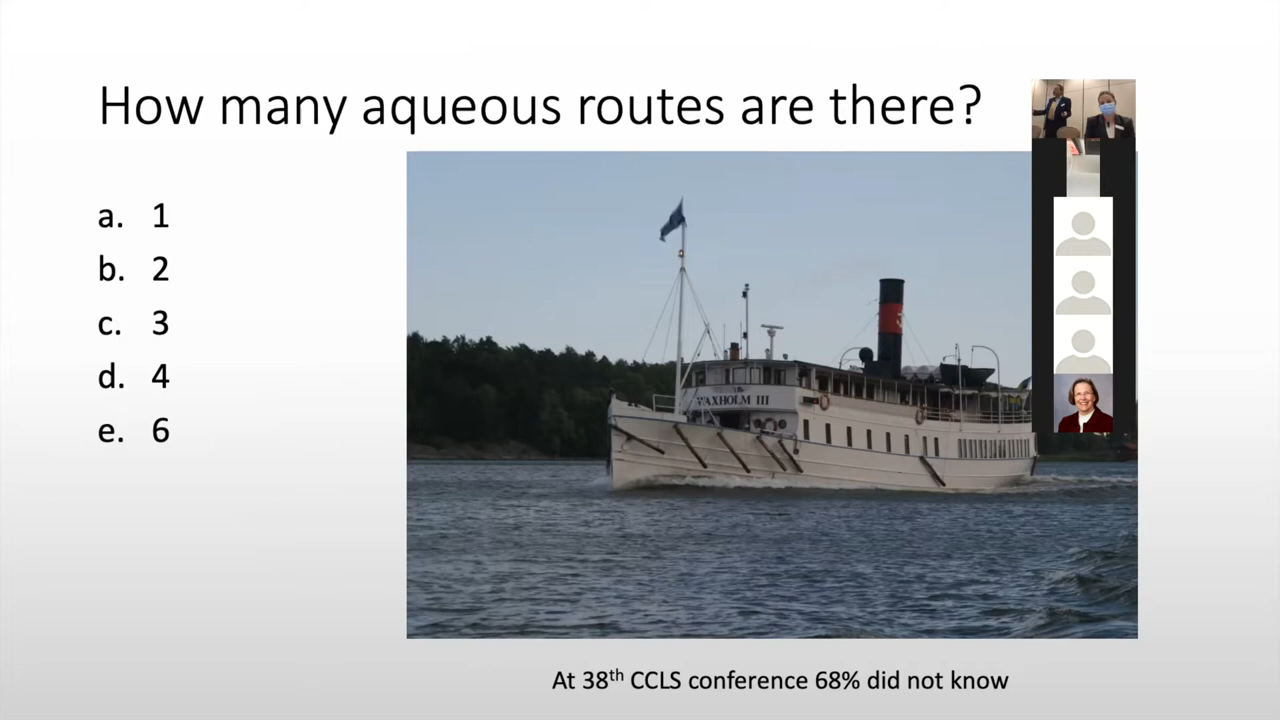 How many aqueous routes are there?
a. 1
b. 2
c. 3
d. 4
e. 6
WAXHOLM III
At 38th CCLS conference 68% did not know